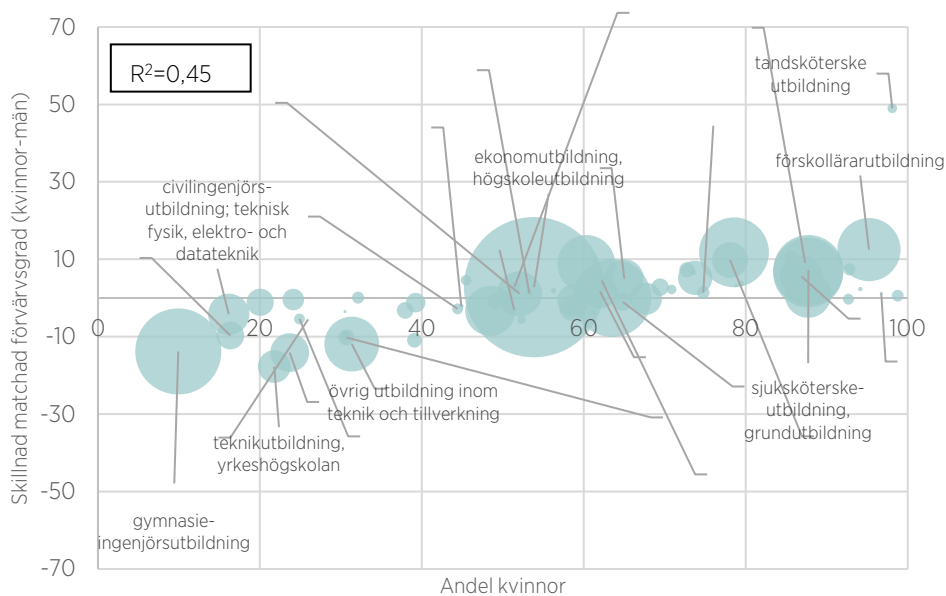 70
50
30
10
-10
-30
-50
-70
Skillnad matchad förvärvsgrad (kvinnor-män)
R²=0,45
tandsköterske
utbildning
förskollärarutbildning
ekonomutbildning,
högskoleutbildning
civilingenjörs-
utbildning; teknisk
fysik, elektro- och
datateknik
0
20
40
60
80
100
övrig utbildning inom
teknik och tillverkning
sjuksköterske-
utbildning,
grundutbildning
teknikutbildning,
yrkeshögskolan
gymnasie-
ingenjörsutbildning
Andel kvinnor